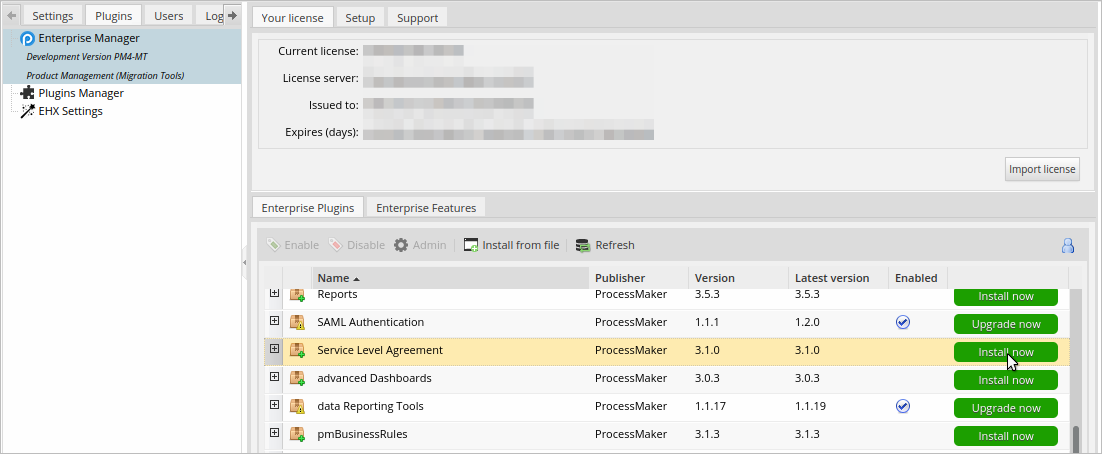 Settings Plugins Users Log
Enterprise Manager
Development Version PM4-MT
Product Management (Migration Tools)
Plugins Manager
EHX Settings
Your license Setup Support
Current license:
License server:
Issued to:
Expires (days):
Import license
Enterprise Plugins Enterprise Features
Enable Disable Admin Install from file Refresh
Name Publisher Version Latest version Enabled
Reports ProcessMaker 3.5.3 3.5.3 Install now
SAML Authentication ProcessMaker 1.1.1 1.2.0 Upgrade now
Service Level Agreement ProcessMaker 3.1.0 3.1.0 Install now
advanced Dashboards ProcessMaker 3.0.3 3.0.3 Install now
data Reporting Tools ProcessMaker 1.1.17 1.1.19 Upgrade now
pmBusinessRules ProcessMaker 3.1.3 3.1.3 Install now